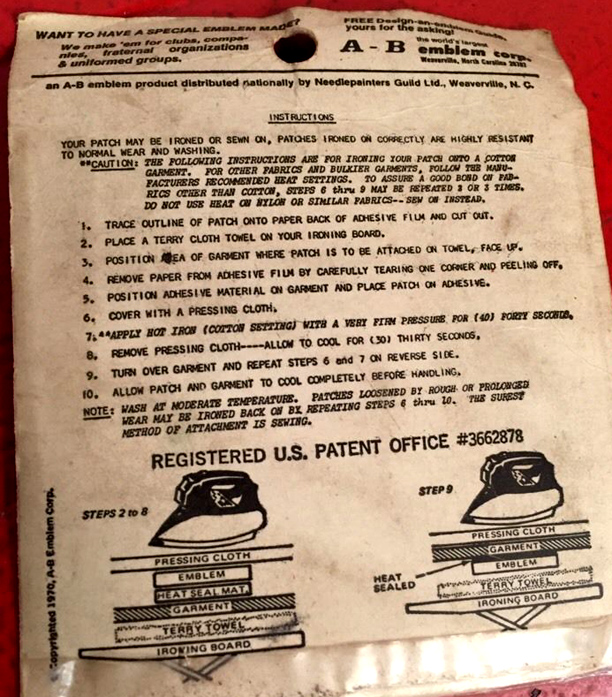 WANT TO HAVE A SPECIAL EMBLEM MADE?
We make 'em for clubs, compa-
nies, fraternal organizations
& uniformed groups.
FREE Design-an-emblem Guide,
yours for the asking!
A-B the world's largest
emblem corp.
Weaverville, North Carolina 28787
an A-B emblem product distributed nationally by Needlepainters Guild Ltd., Weaverville, N. C.
INSTRUCTIONS
YOUR PATCH MAY BE IRONED OR SEWN ON, PATCHES IRONED ON CORRECTLY ARE HIGHLY RESISTANT
TO NORMAL WEAR AND WASHING.
**CAUTION: THE FOLLOWING INSTRUCTIONS ARE FOR IRONING YOUR PATCH ONTO A COTTON
GARMENT. FOR OTHER FABRICS AND BULKIER GARMENTS, FOLLOW THE MANU-
FACTURERS RECOMMENDED HEAT SETTINGS. TO ASSURE A GOOD BOND ON FAB-
RICS OTHER THAN COTTON, STEPS 6 thru 9 MAY BE REPEATED 2 OR 3 TIMES.
DO NOT USE HEAT ON NYLON OR SIMILAR FABRICS--SEW ON INSTEAD.
1. TRACE OUTLINE OF PATCH ONTO PAPER BACK OF ADHESIVE FILM AND CUT OUT.
2. PLACE A TERRY CLOTH TOWEL ON YOUR IRONING BOARD.
3. POSITION AREA OF GARMENT WHERE PATCH IS TO BE ATTACHED ON TOWEL, FACE UP.
4. REMOVE PAPER FROM ADHESIVE FILM BY CAREFULLY TEARING ONE CORNER AND PEELING OFF.
5. POSITION ADHESIVE MATERIAL ON GARMENT AND PLACE PATCH ON ADHESIVE.
6. COVER WITH A PRESSING CLOTH.
7. **APPLY HOT IRON (COTTON SETTING) WITH A VERY FIRM PRESSURE FOR (40) FORTY SECONDS.
8. REMOVE PRESSING CLOTH----ALLOW TO COOL FOR (30) THIRTY SECONDS.
9. TURN OVER GARMENT AND REPEAT STEPS 6 and 7 ON REVERSE SIDE.
10. ALLOW PATCH AND GARMENT TO COOL COMPLETELY BEFORE HANDLING.
NOTE: WASH AT MODERATE TEMPERATURE. PATCHES LOOSENED BY ROUGH OR PROLONGED
WEAR MAY BE IRONED BACK ON BY REPEATING STEPS 6 thru 10. THE SUREST
METHOD OF ATTACHMENT IS SEWING.
REGISTERED U.S. PATENT OFFICE #3662878
STEPS 2 to 8
PRESSING CLOTH
EMBLEM
HEAT SEAL MAT.
GARMENT
TERRY TOWEL
IRONING BOARD
STEP 9
PRESSING CLOTH
GARMENT
EMBLEM
HEAT
SEALED
TERRY TOWEL
IRONING BOARD
Copyrighted 1970, A-B Emblem Corp.